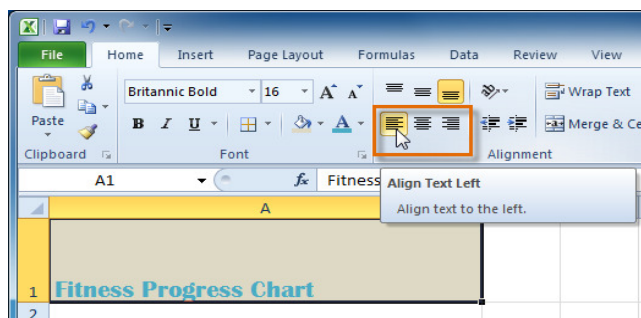 File Home Insert Page Layout Formulas Data Review View
Britannic Bold 16 A A Wrap Text
Paste B I U A Merge & Ce
Clipboard Font Alignment
A1 fx Fitness
Align Text Left
Align text to the left.
A
1 Fitness Progress Chart
2